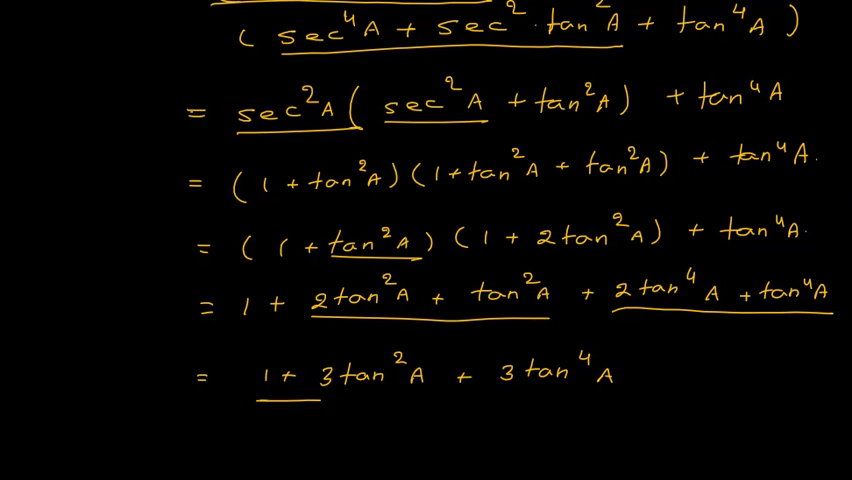 ( sec⁴A + sec² · tan²A + tan⁴A )
= sec²A ( sec²A + tan²A ) + tan⁴A
= ( 1 + tan²A ) ( 1 + tan²A + tan²A ) + tan⁴A.
= ( 1 + tan²A ) ( 1 + 2tan²A ) + tan⁴A.
= 1 + 2tan²A + tan²A + 2tan⁴A + tan⁴A
= 1 + 3tan²A + 3tan⁴A